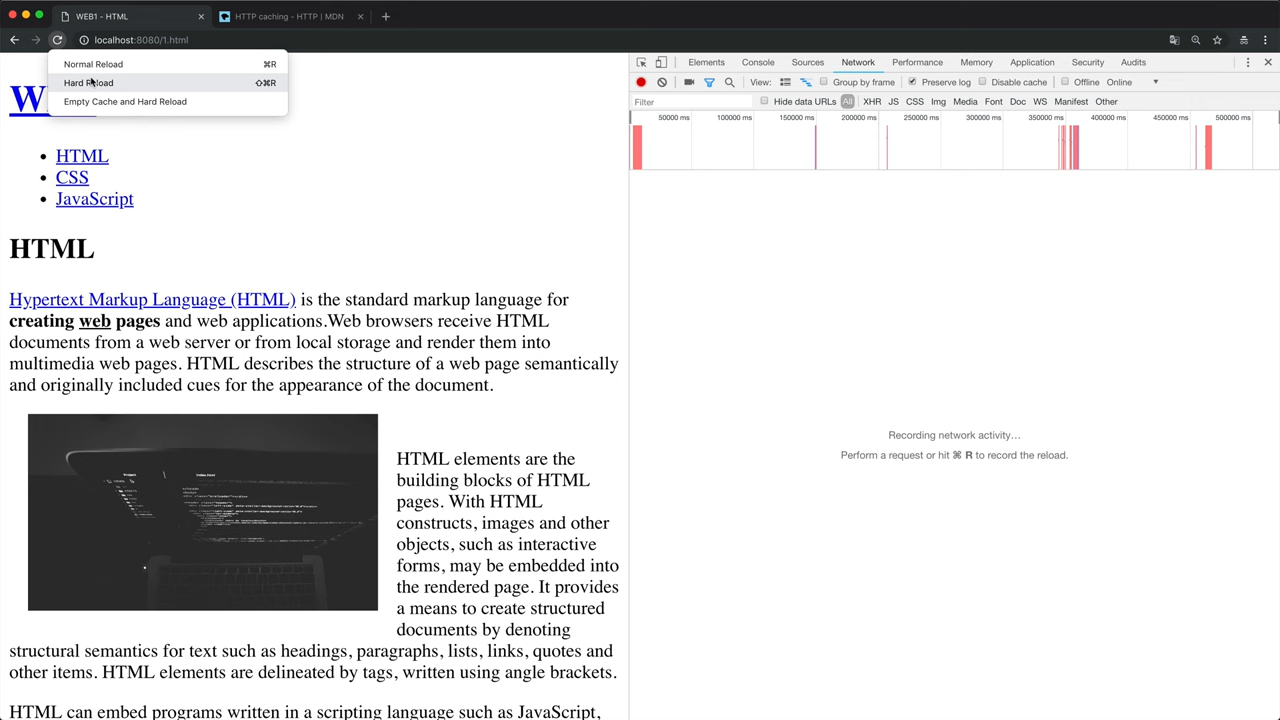 WEB1 - HTML
HTTP caching - HTTP | MDN
localhost:8080/1.html
Normal Reload ⌘R
Hard Reload ⇧⌘R
Empty Cache and Hard Reload
HTML
CSS
JavaScript
HTML
Hypertext Markup Language (HTML) is the standard markup language for
creating web pages and web applications.Web browsers receive HTML
documents from a web server or from local storage and render them into
multimedia web pages. HTML describes the structure of a web page semantically
and originally included cues for the appearance of the document.
HTML elements are the
building blocks of HTML
pages. With HTML
constructs, images and other
objects, such as interactive
forms, may be embedded into
the rendered page. It provides
a means to create structured
documents by denoting
structural semantics for text such as headings, paragraphs, lists, links, quotes and
other items. HTML elements are delineated by tags, written using angle brackets.
HTML can embed programs written in a scripting language such as JavaScript,
Elements Console Sources Network Performance Memory Application Security Audits
View: Group by frame Preserve log Disable cache Offline Online
Filter Hide data URLs All XHR JS CSS Img Media Font Doc WS Manifest Other
50000 ms 100000 ms 150000 ms 200000 ms 250000 ms 300000 ms 350000 ms 400000 ms 450000 ms 500000 ms
Recording network activity…
Perform a request or hit ⌘ R to record the reload.